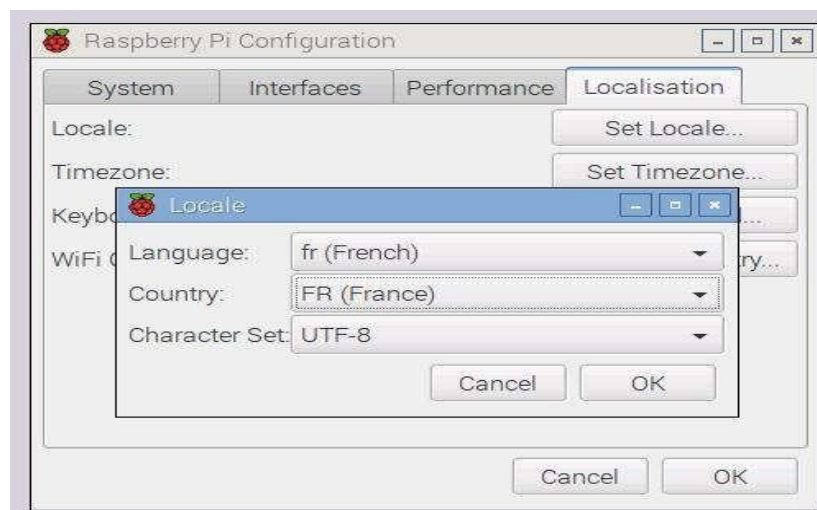 Raspberry Pi Configuration
System Interfaces Performance Localisation
Locale: Set Locale...
Timezone: Set Timezone...
Locale
Language: fr (French)
Country: FR (France)
Character Set: UTF-8
Cancel OK
WiFi
Cancel OK